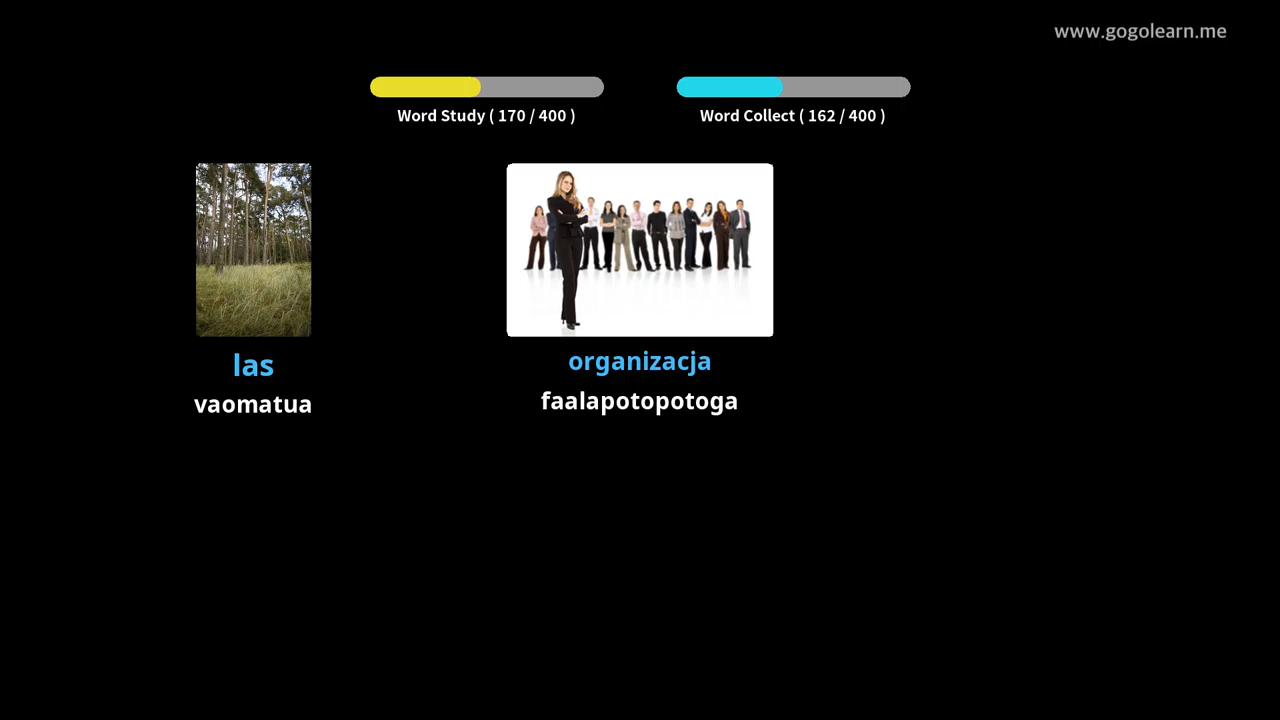 www.gogolearn.me
Word Study ( 170 / 400 )
Word Collect ( 162 / 400 )
las
vaomatua
organizacja
faalapotopotoga